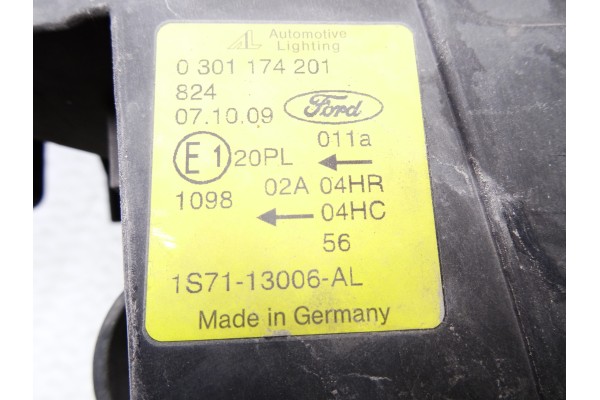 AL Automotive
Lighting
0 301 174 201
824
07.10.09 Ford
011a
E1 20PL ←
02A 04HR
1098 ← 04HC
56
1S71-13006-AL
Made in Germany